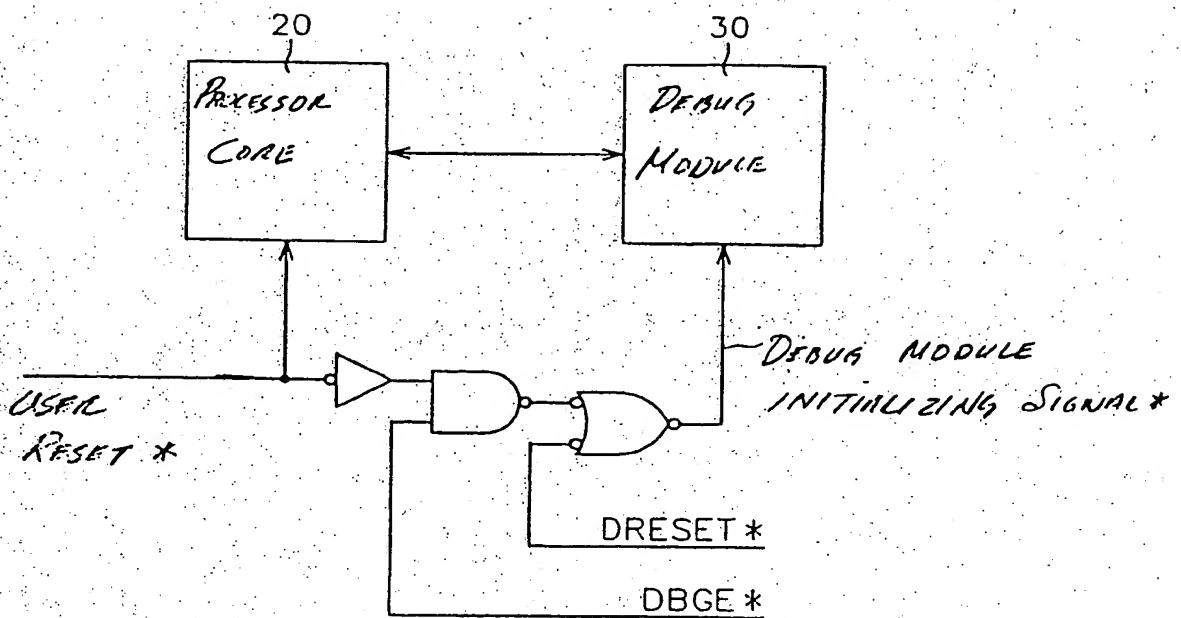 20
30
PROCESSOR
CORE
DEBUG
MODULE
DEBUG MODULE
INITIALIZING SIGNAL*
USER
RESET *
DRESET*
DBGE*